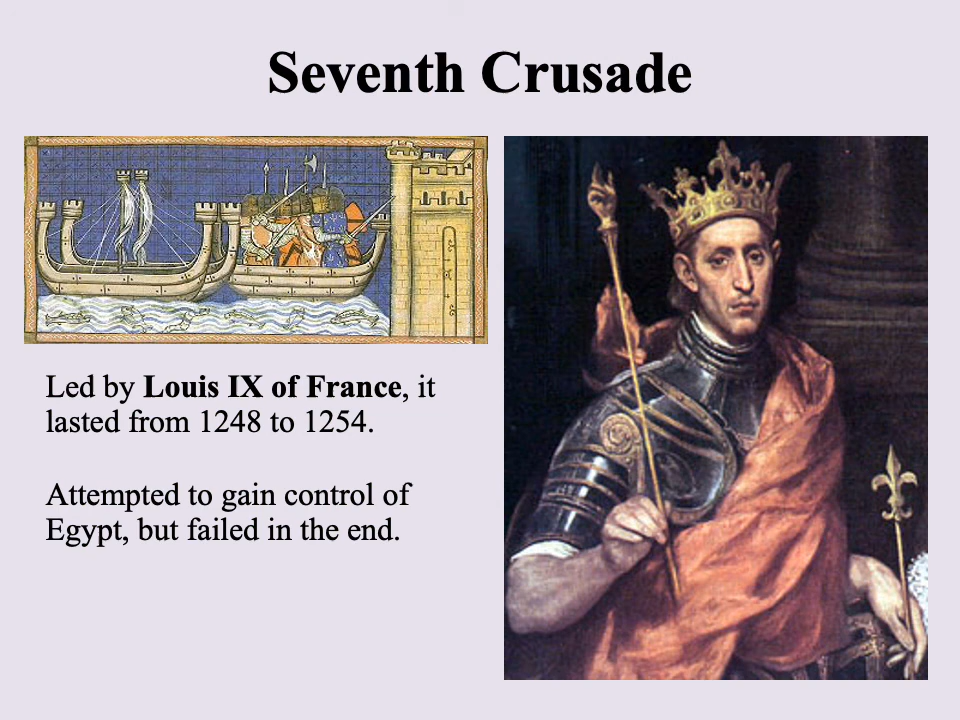 Seventh Crusade
Led by Louis IX of France, it
lasted from 1248 to 1254.
Attempted to gain control of
Egypt, but failed in the end.